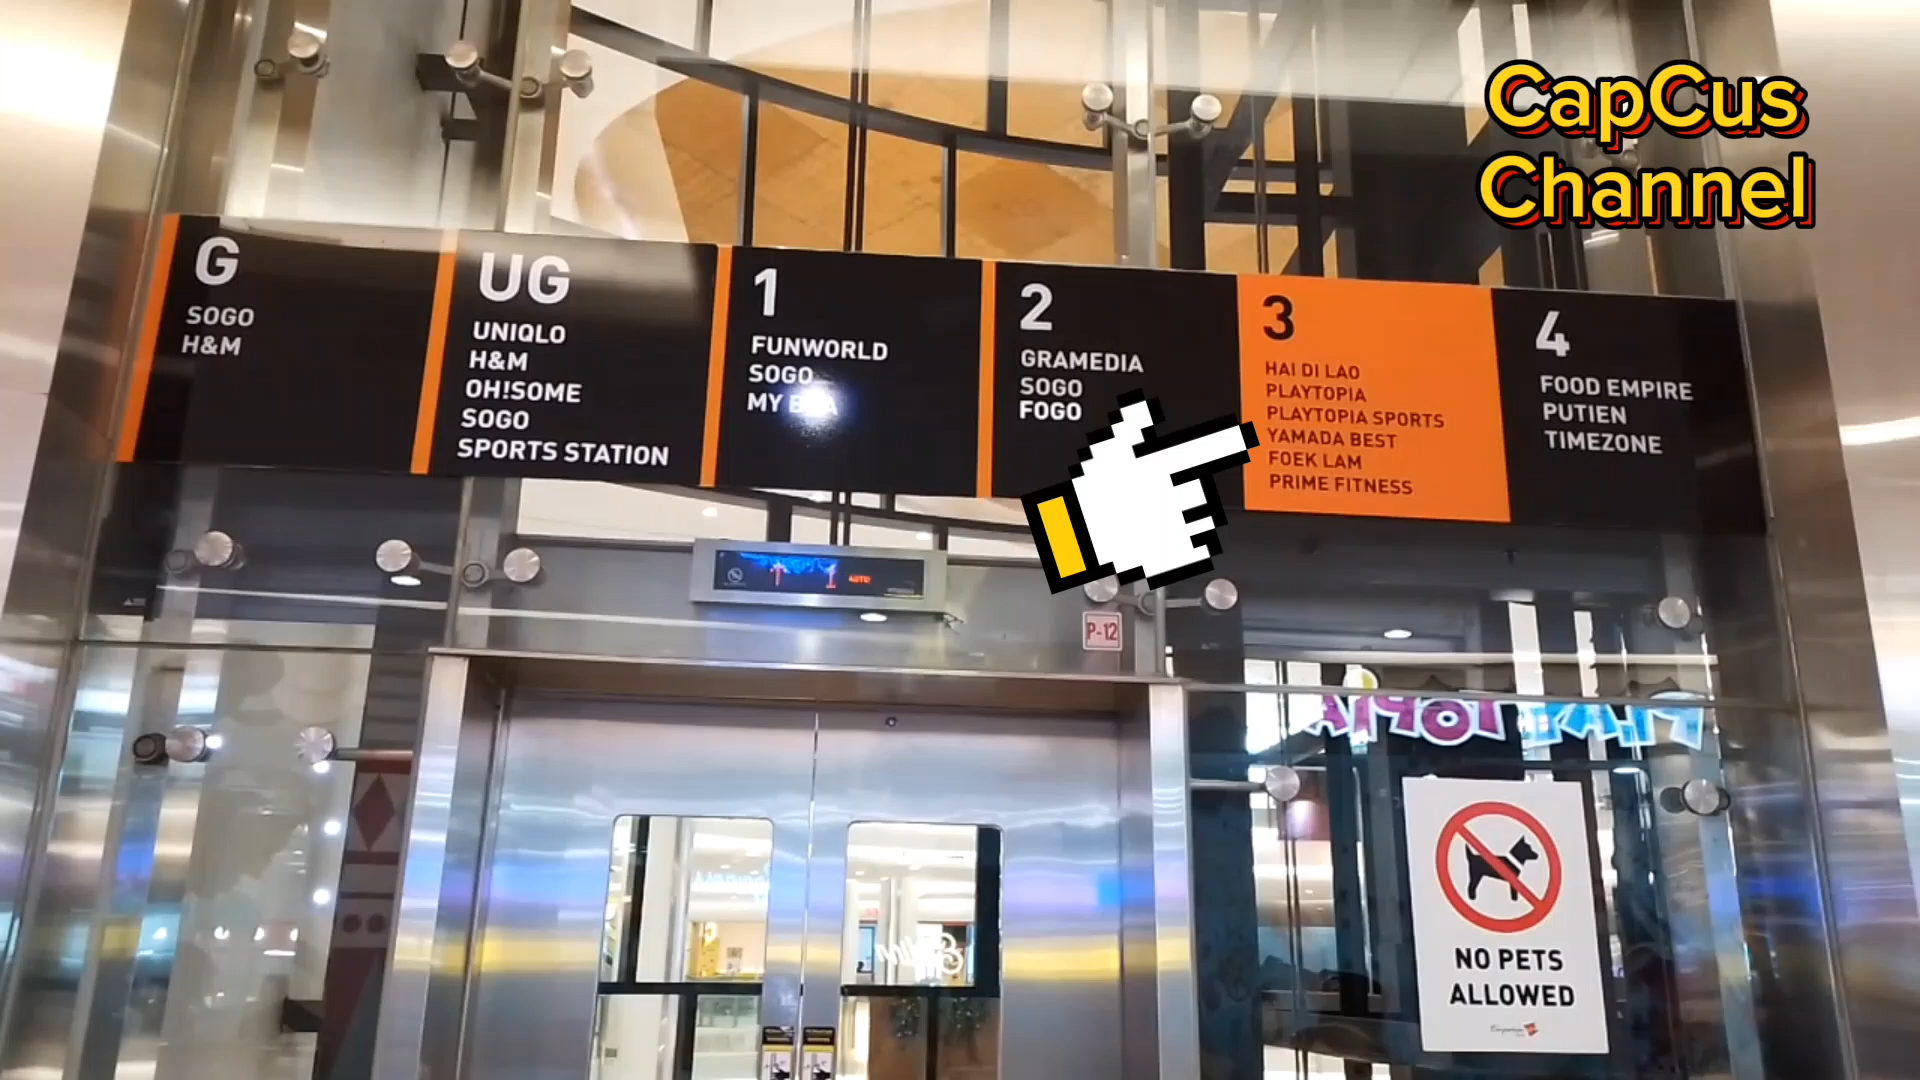 CapCus
Channel
G
SOGO
H&M
UG
UNIQLO
H&M
OH!SOME
SOGO
SPORTS STATION
1
FUNWORLD
SOGO
MY
2
GRAMEDIA
SOGO
FOGO
3
HAI DI LAO
PLAYTOPIA
PLAYTOPIA SPORTS
YAMADA BEST
FOEK LAM
PRIME FITNESS
4
FOOD EMPIRE
PUTIEN
TIMEZONE
P-12
PLAYTOPIA
NO PETS
ALLOWED